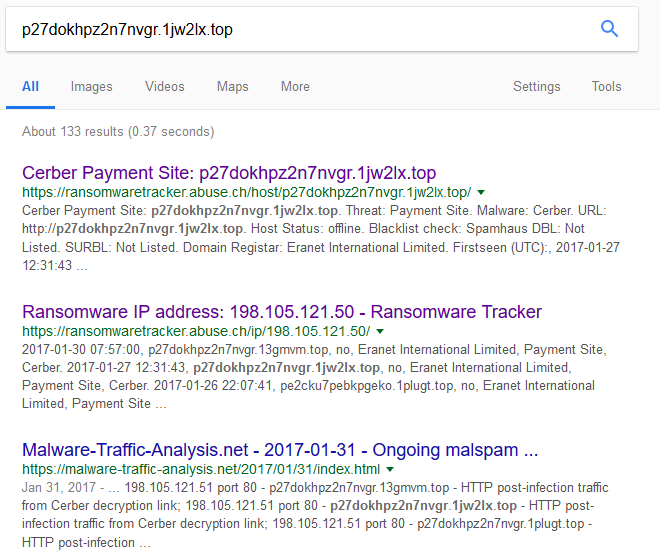 p27dokhpz2n7nvgr.1jw2lx.top
All Images Videos Maps More Settings Tools
About 133 results (0.37 seconds)
Cerber Payment Site: p27dokhpz2n7nvgr.1jw2lx.top
https://ransomwaretracker.abuse.ch/host/p27dokhpz2n7nvgr.1jw2lx.top/
Cerber Payment Site: p27dokhpz2n7nvgr.1jw2lx.top. Threat: Payment Site. Malware: Cerber. URL:
http://p27dokhpz2n7nvgr.1jw2lx.top. Host Status: offline. Blacklist check: Spamhaus DBL: Not
Listed. SURBL: Not Listed. Domain Registar: Eranet International Limited. Firstseen (UTC):, 2017-01-27
12:31:43 ...
Ransomware IP address: 198.105.121.50 - Ransomware Tracker
https://ransomwaretracker.abuse.ch/ip/198.105.121.50/
2017-01-30 07:57:00, p27dokhpz2n7nvgr.13gmvm.top, no, Eranet International Limited, Payment Site,
Cerber. 2017-01-27 12:31:43, p27dokhpz2n7nvgr.1jw2lx.top, no, Eranet International Limited,
Payment Site, Cerber. 2017-01-26 22:07:41, pe2cku7pebkpgeko.1plugt.top, no, Eranet International
Limited, Payment Site ...
Malware-Traffic-Analysis.net - 2017-01-31 - Ongoing malspam ...
https://malware-traffic-analysis.net/2017/01/31/index.html
Jan 31, 2017 - ... 198.105.121.51 port 80 - p27dokhpz2n7nvgr.13gmvm.top - HTTP post-infection traffic
from Cerber decryption link; 198.105.121.51 port 80 - p27dokhpz2n7nvgr.1jw2lx.top - HTTP post-
infection traffic from Cerber decryption link; 198.105.121.51 port 80 - p27dokhpz2n7nvgr.1plugt.top -
HTTP post-infection ...